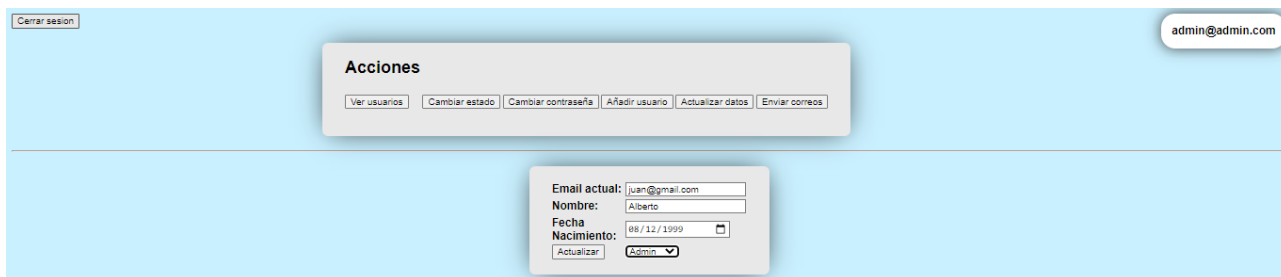 Cerrar sesion
admin@admin.com
Acciones
Ver usuarios Cambiar estado Cambiar contraseña Añadir usuario Actualizar datos Enviar correos
Email actual: juan@gmail.com
Nombre: Alberto
Fecha
Nacimiento: 08/12/1999
Actualizar Admin